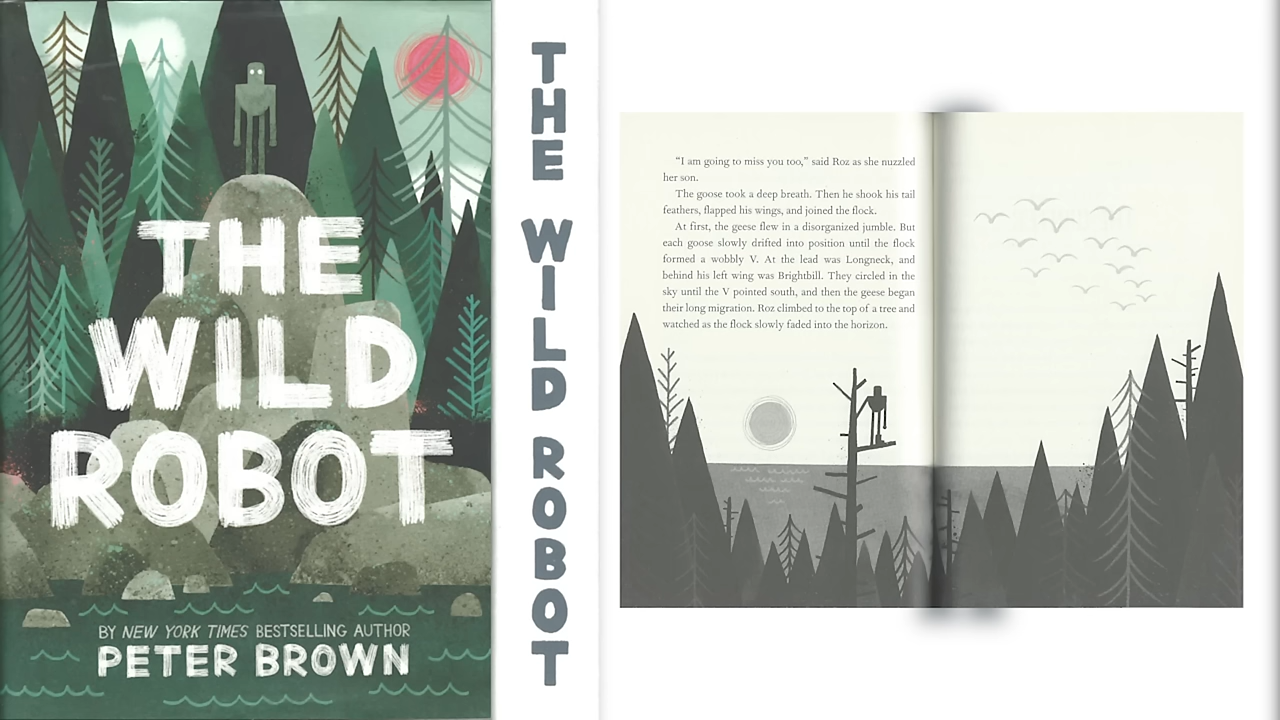 THE
WILD
ROBOT
BY NEW YORK TIMES BESTSELLING AUTHOR
PETER BROWN
THE WILD ROBOT
“I am going to miss you too,” said Roz as she nuzzled
her son.
The goose took a deep breath. Then he shook his tail
feathers, flapped his wings, and joined the flock.
At first, the geese flew in a disorganized jumble. But
each goose slowly drifted into position until the flock
formed a wobbly V. At the lead was Longneck, and
behind his left wing was Brightbill. They circled in the
sky until the V pointed south, and then the geese began
their long migration. Roz climbed to the top of a tree and
watched as the flock slowly faded into the horizon.